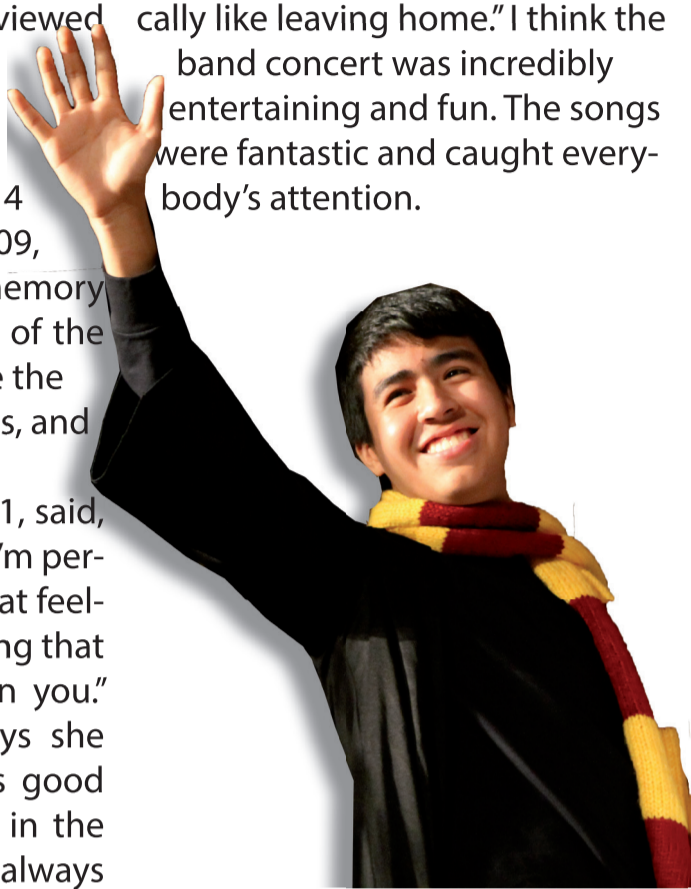 viewed
4
09,
of the
the
s, and
1, said,
'm per-
at feel-
ng that
n you."
ys she
s good
in the
always
cally like leaving home." I think the
band concert was incredibly
entertaining and fun. The songs
were fantastic and caught every-
body's attention.